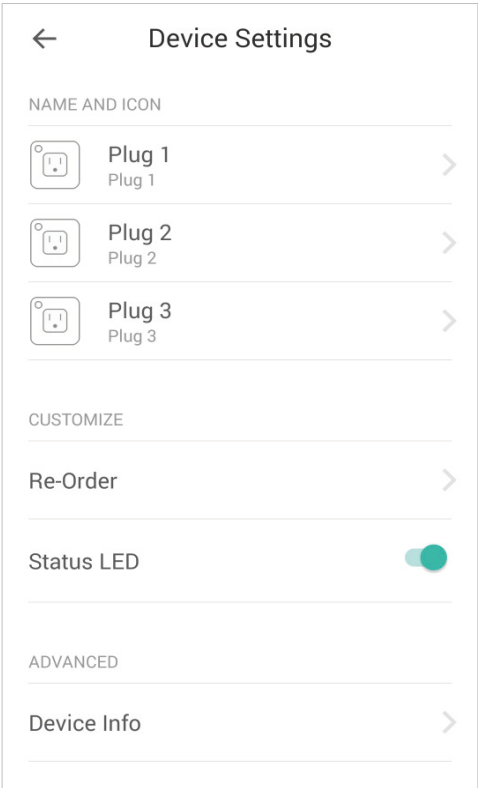 Device Settings
NAME AND ICON
Plug 1
Plug 1
Plug 2
Plug 2
Plug 3
Plug 3
CUSTOMIZE
Re-Order
Status LED
ADVANCED
Device Info